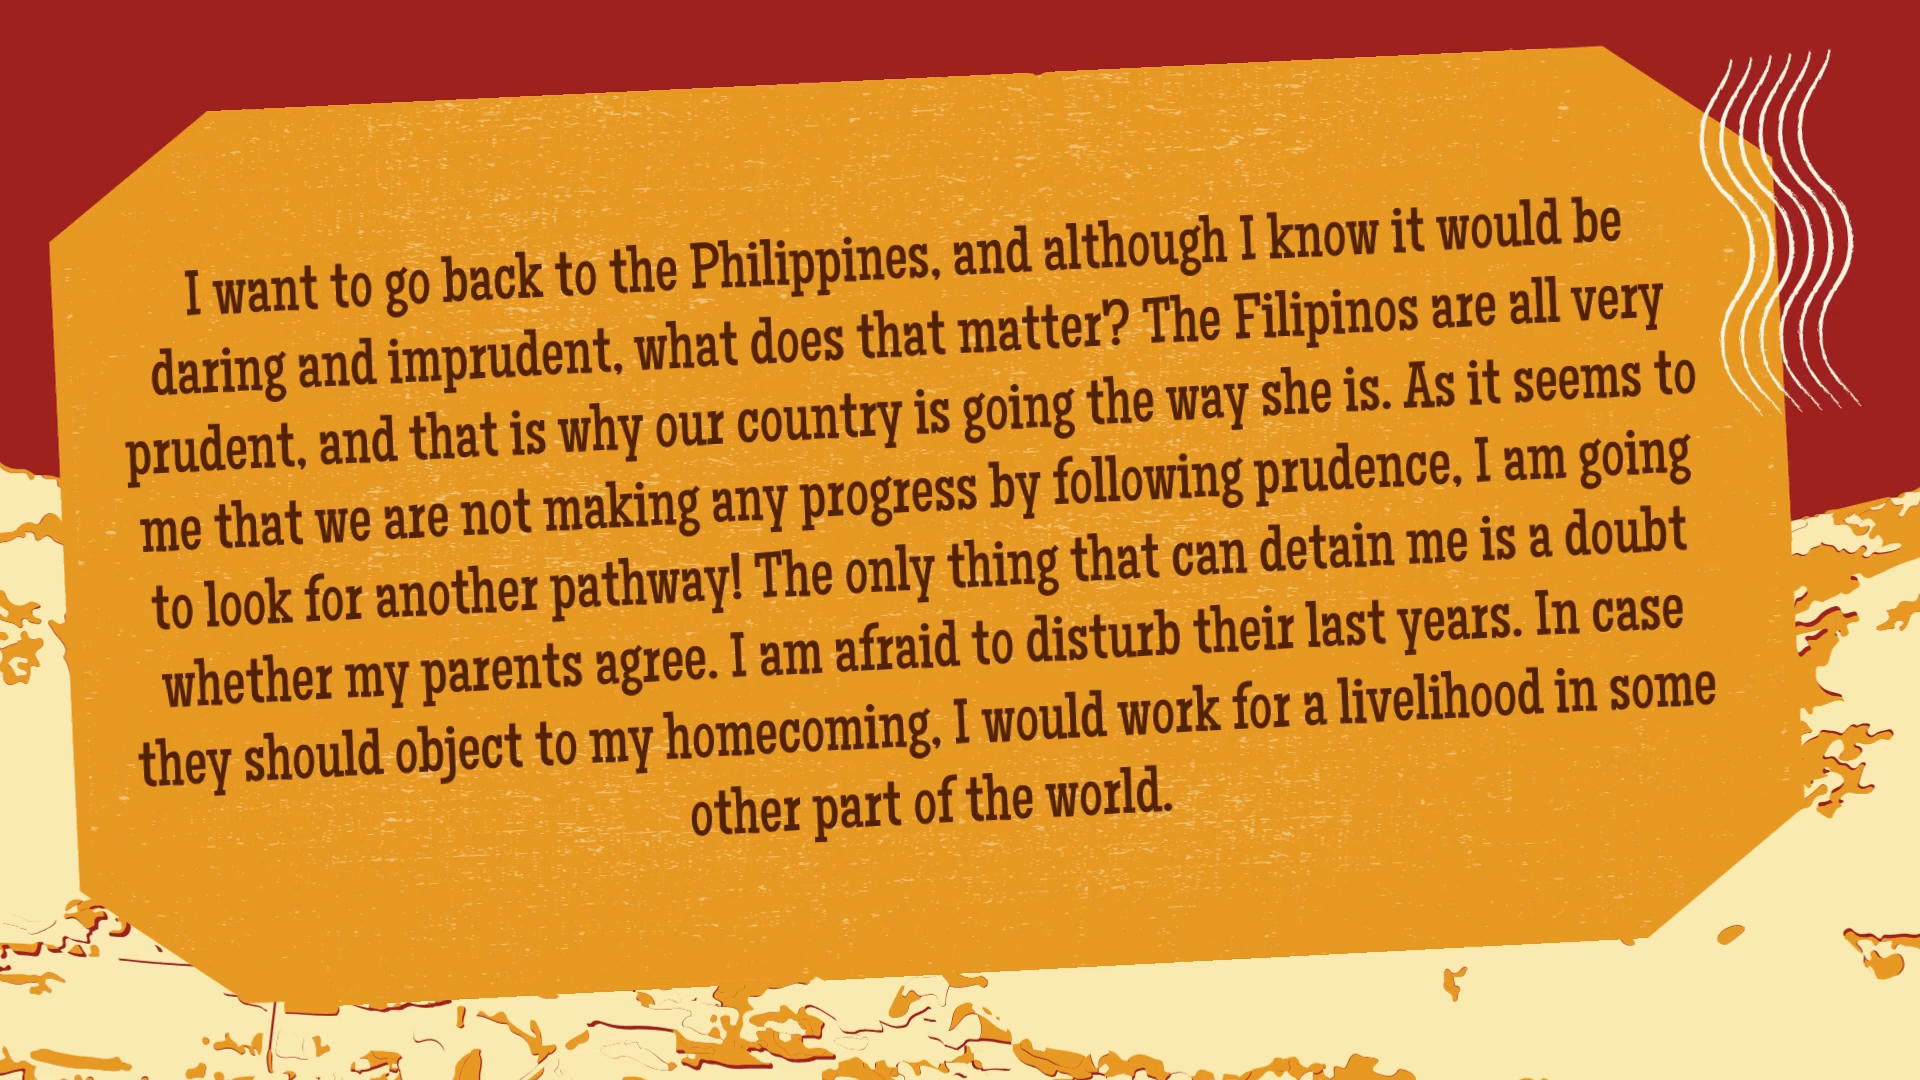 I want to go back to the Philippines, and although I know it would be
daring and imprudent, what does that matter? The Filipinos are all very
prudent, and that is why our country is going the way she is. As it seems to
me that we are not making any progress by following prudence, I am going
to look for another pathway! The only thing that can detain me is a doubt
whether my parents agree. I am afraid to disturb their last years. In case
they should object to my homecoming, I would work for a livelihood in some
other part of the world.